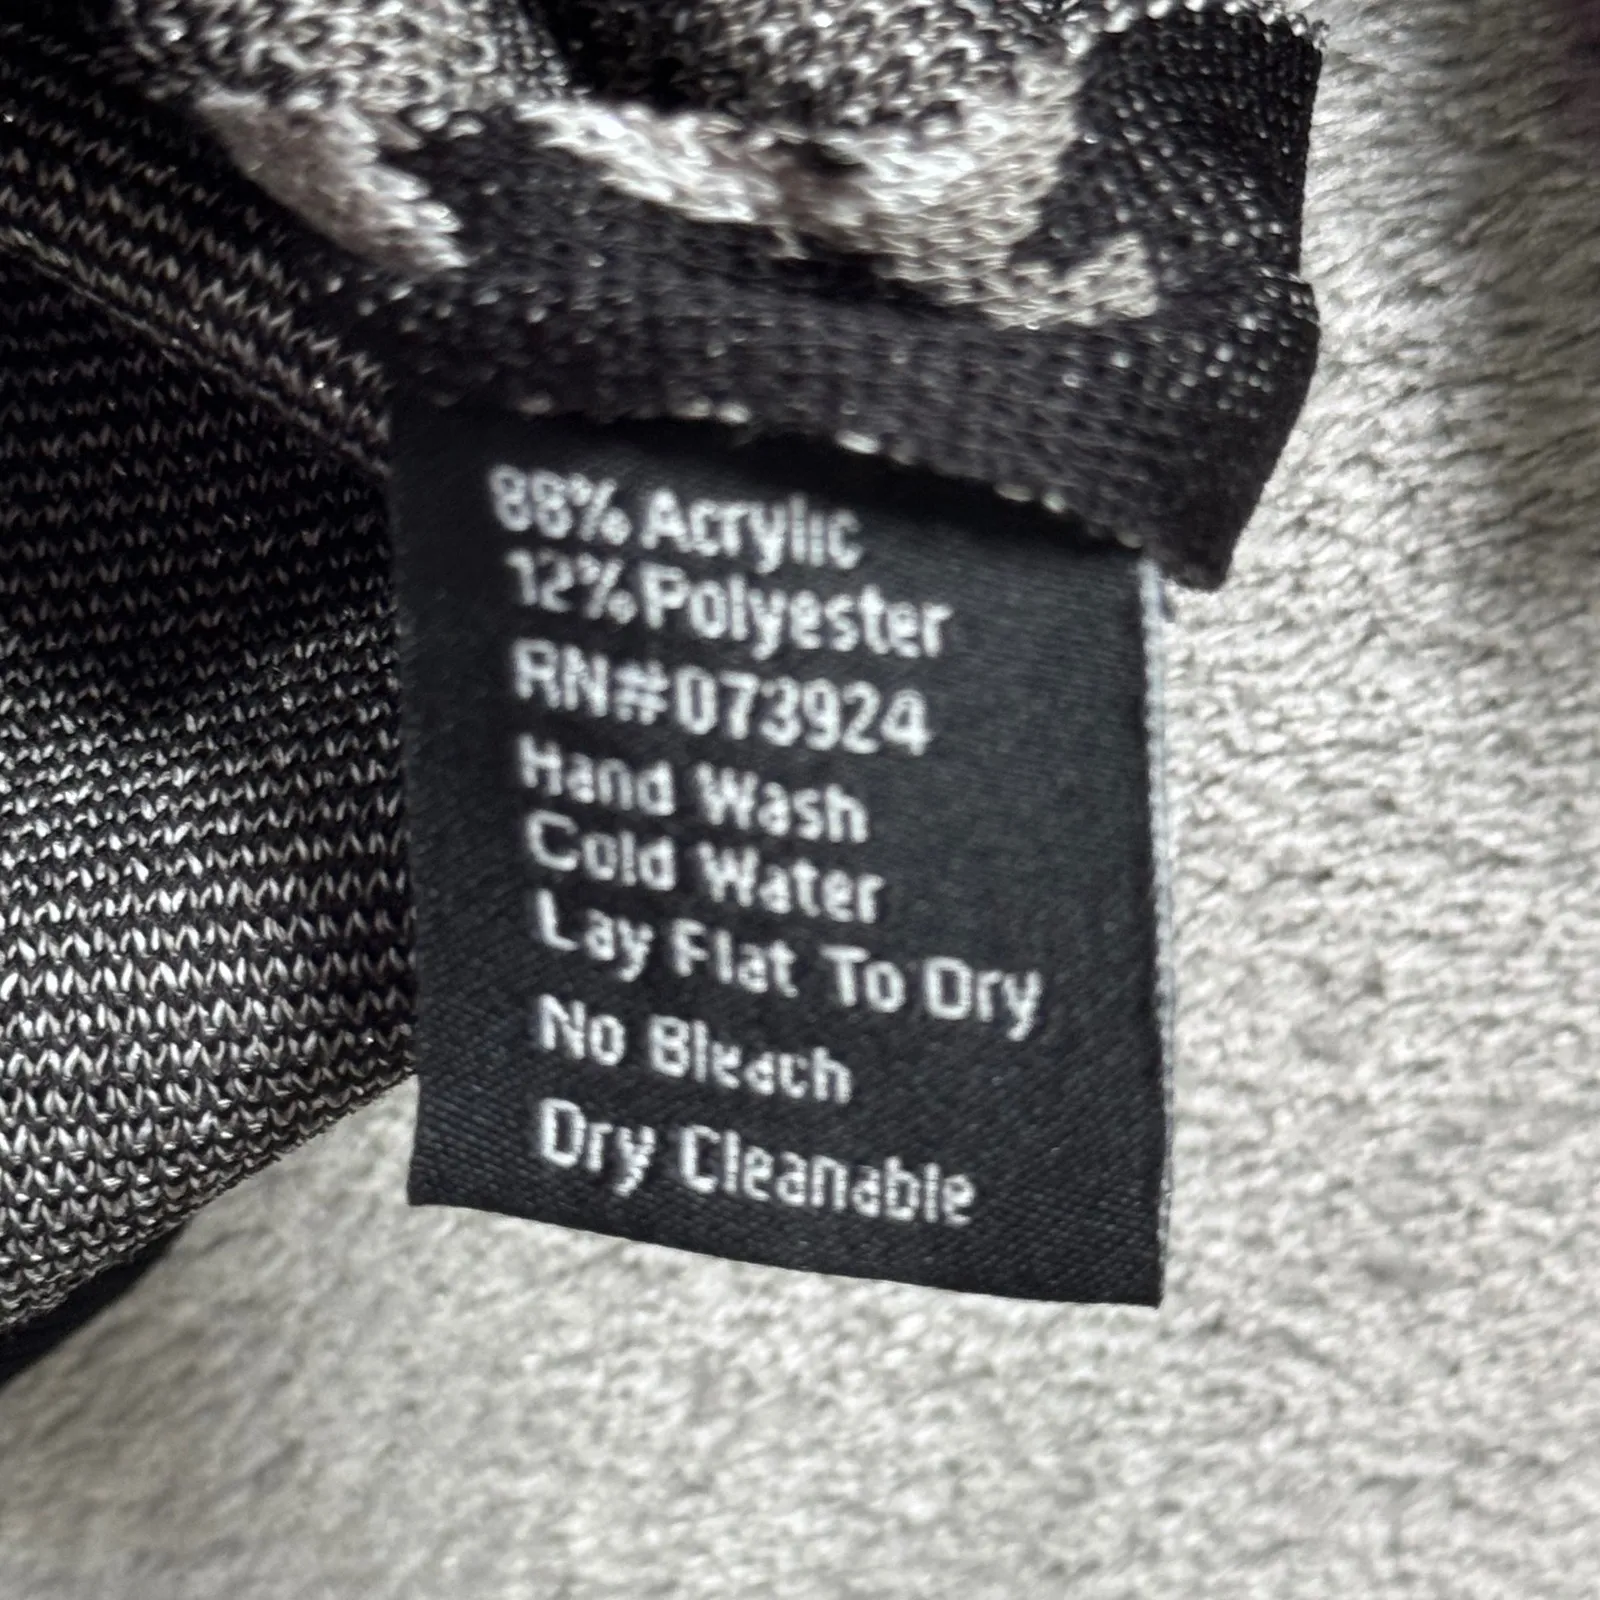 88% Acrylic
12% Polyester
RN#073924
Hand Wash
Cold Water
Lay Flat To Dry
No Bleach
Dry Cleanable